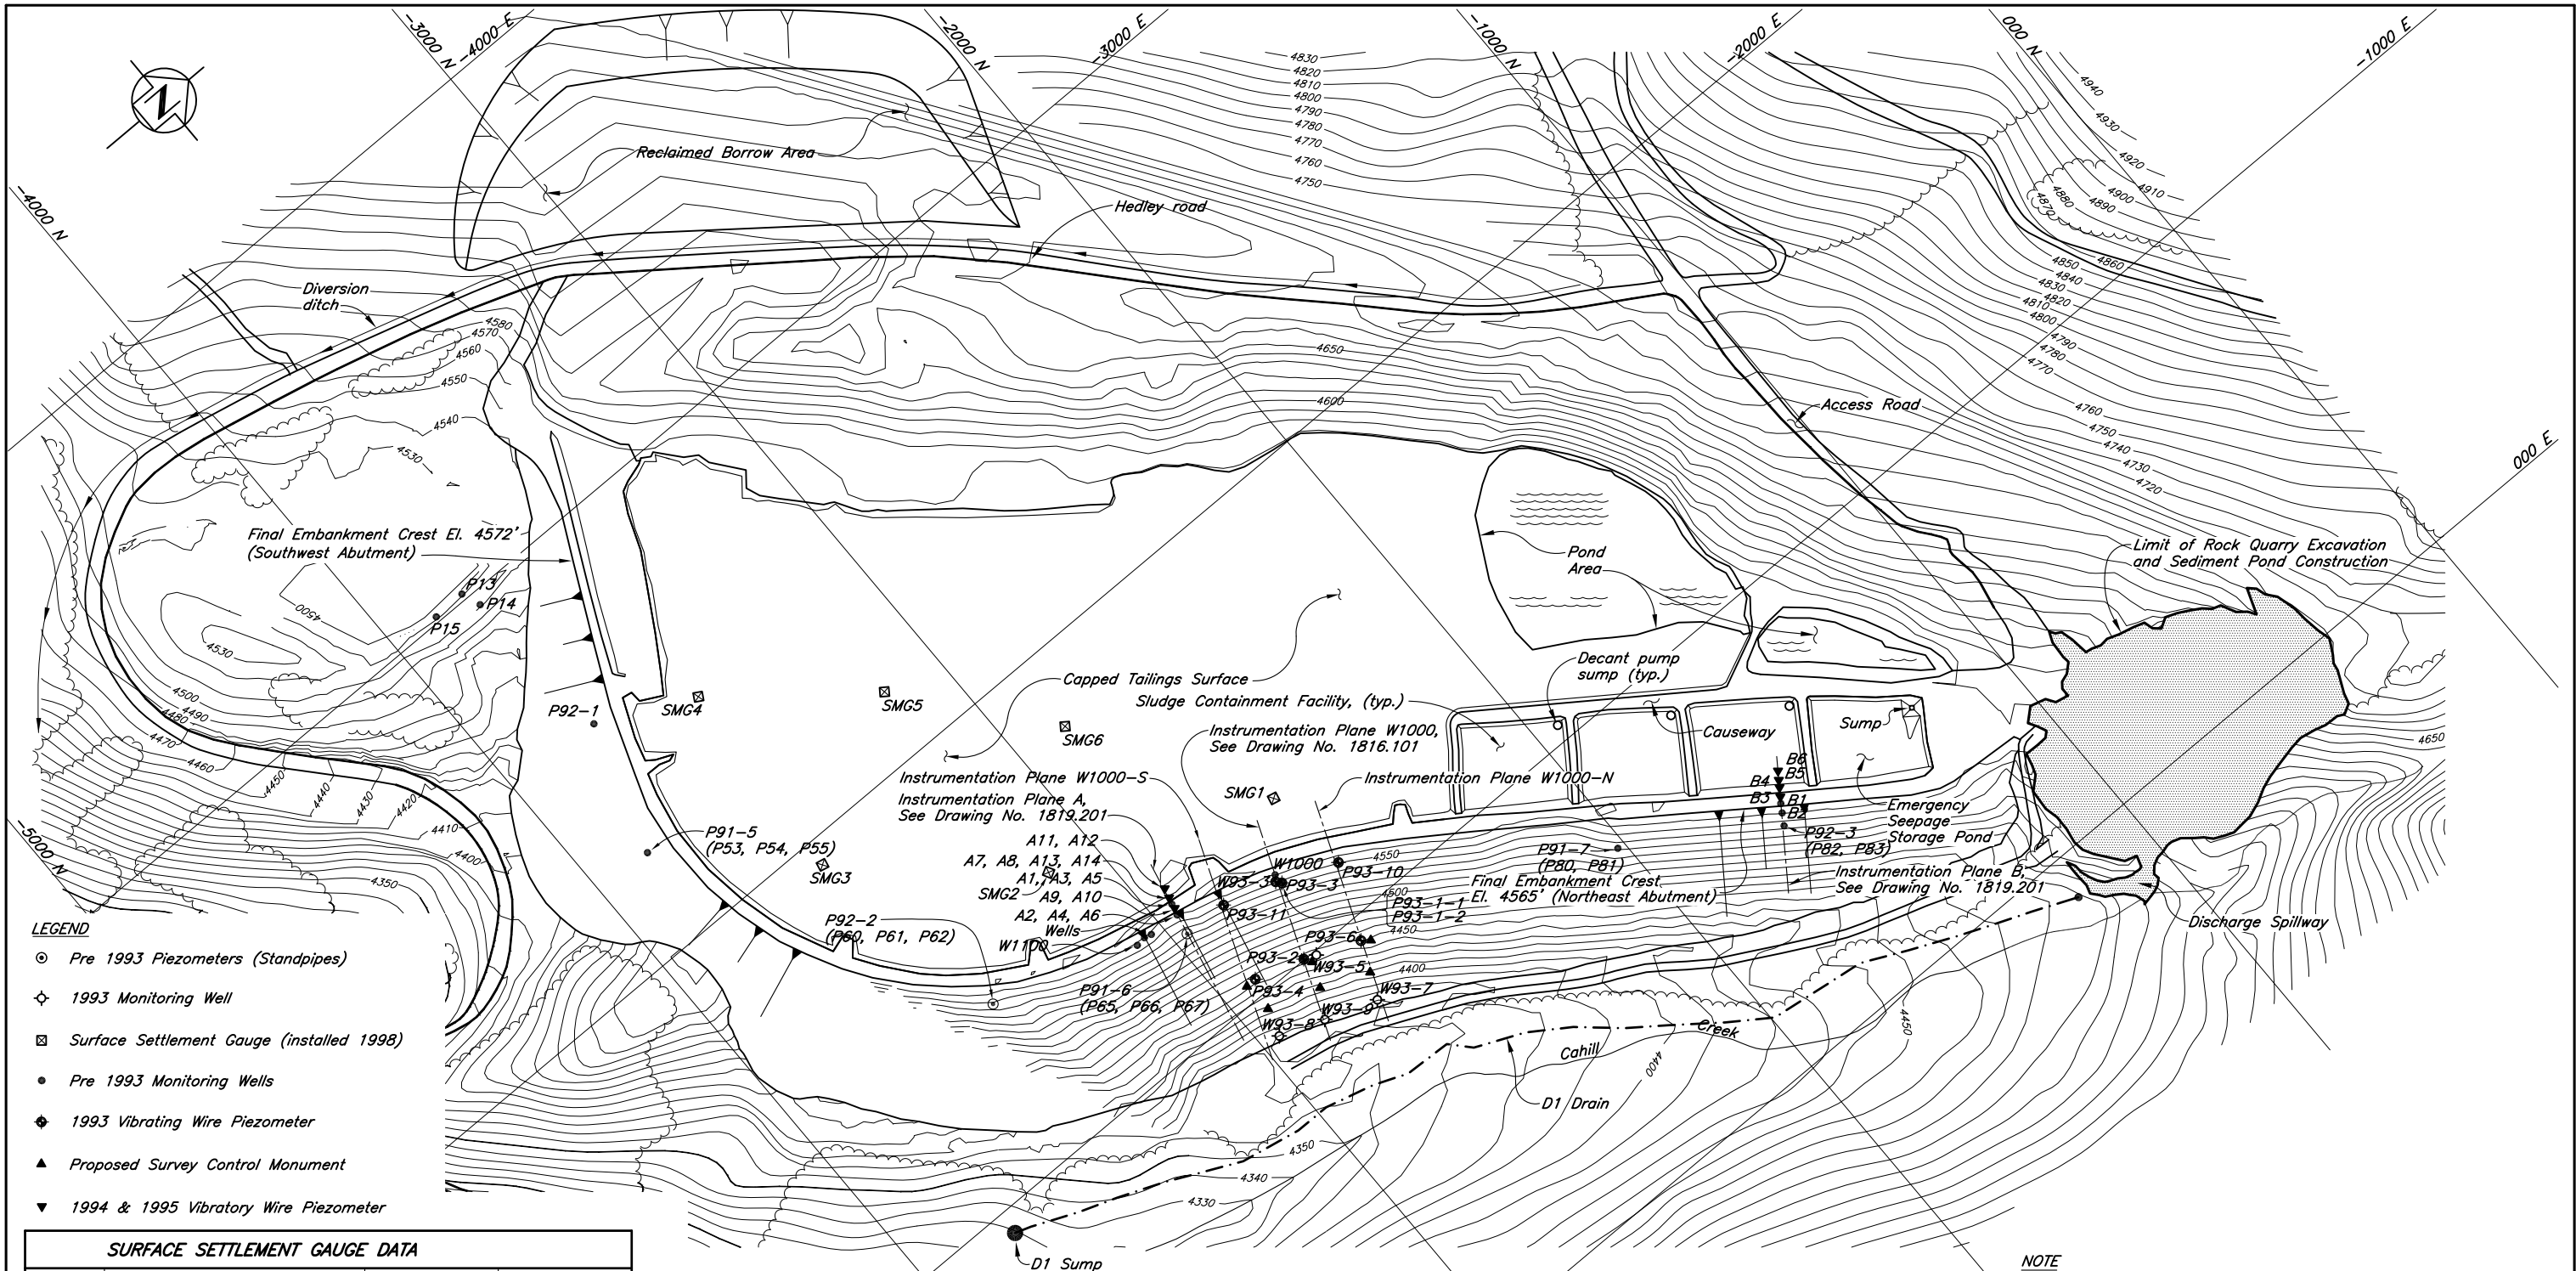 -3000 N
-4000 E
-2000 N
-3000 E
-1000 N
-2000 E
000 N
-1000 E
N
4830
4820
4810
4800
4790
4780
4770
4760
4750
4940
4930
4920
4910
4900
4890
4880
4870
Reclaimed Borrow Area
Hedley road
-4000 N
Diversion
ditch
4580
4570
4560
4550
4540
4530
4650
4600
4860
4850
4840
4830
4820
4810
4800
4790
4780
4770
4760
4750
4740
4730
4720
Access Road
000 E
Final Embankment Crest El. 4572'
(Southwest Abutment)
Pond
Area
Limit of Rock Quarry Excavation
and Sediment Pond Construction
P13
P14
P15
4500
4530
4500
4490
4480
4470
4460
4450
4440
4430
4420
4410
4400
4350
P92-1
SMG4
SMG5
SMG6
Capped Tailings Surface
Sludge Containment Facility, (typ.)
Decant pump
sump (typ.)
Instrumentation Plane W1000,
See Drawing No. 1816.101
Causeway
Sump
4650
Instrumentation Plane W1000-S
Instrumentation Plane W1000-N
Instrumentation Plane A,
See Drawing No. 1819.201
SMG1
B6
B5
B4
B3
B1
B2
Emergency
Seepage
Storage Pond
P92-3
(P82, P83)
-5000 N
P91-5
(P53, P54, P55)
SMG3
A11, A12
A7, A8, A13, A14
A1, A3, A5
SMG2
A9, A10
A2, A4, A6
Wells
W1100
P92-2
(P60, P61, P62)
P91-6
(P65, P66, P67)
W1000
W93-3
P93-3
P93-10
P93-11
4550
4500
P91-7
(P80, P81)
Final Embankment Crest
El. 4565' (Northeast Abutment)
P93-1-1
P93-1-2
4450
P93-6
P93-2
W93-5
4400
P93-4
W93-7
W93-9
W93-8
Instrumentation Plane B,
See Drawing No. 1819.201
Discharge Spillway
Creek
Cahill
4450
4400
D1 Drain
4350
4340
4330
D1 Sump
LEGEND
Pre 1993 Piezometers (Standpipes)
1993 Monitoring Well
Surface Settlement Gauge (installed 1998)
Pre 1993 Monitoring Wells
1993 Vibrating Wire Piezometer
Proposed Survey Control Monument
1994 & 1995 Vibratory Wire Piezometer
SURFACE SETTLEMENT GAUGE DATA
NOTE